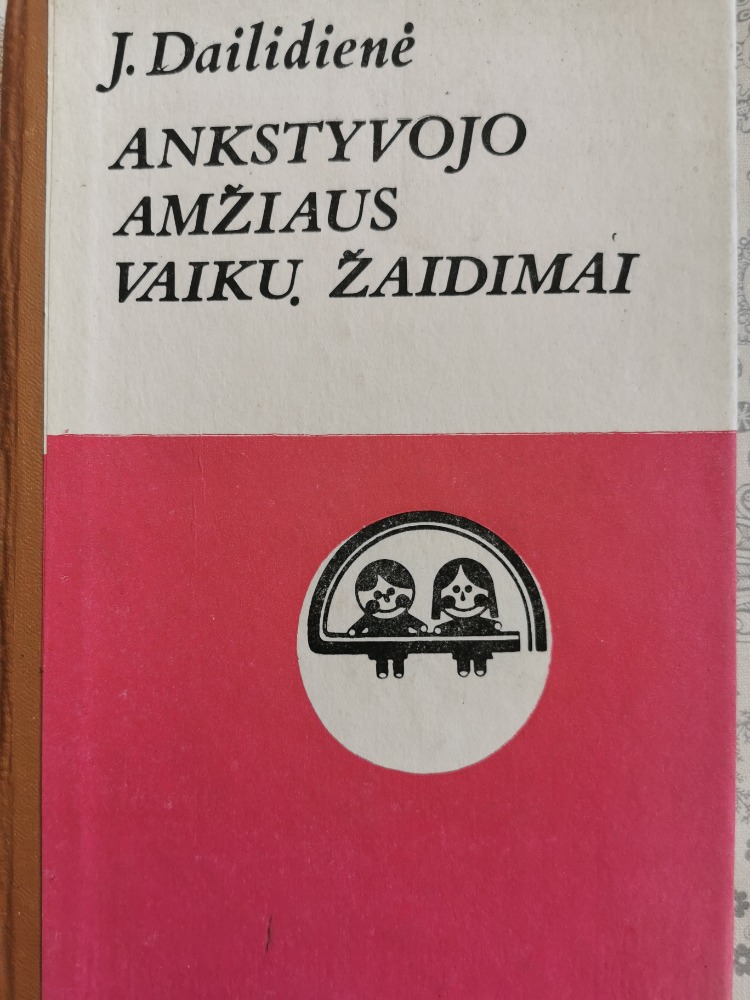 J. Dailidienė
ANKSTYVOJO
AMŽIAUS
VAIKŲ ŽAIDIMAI